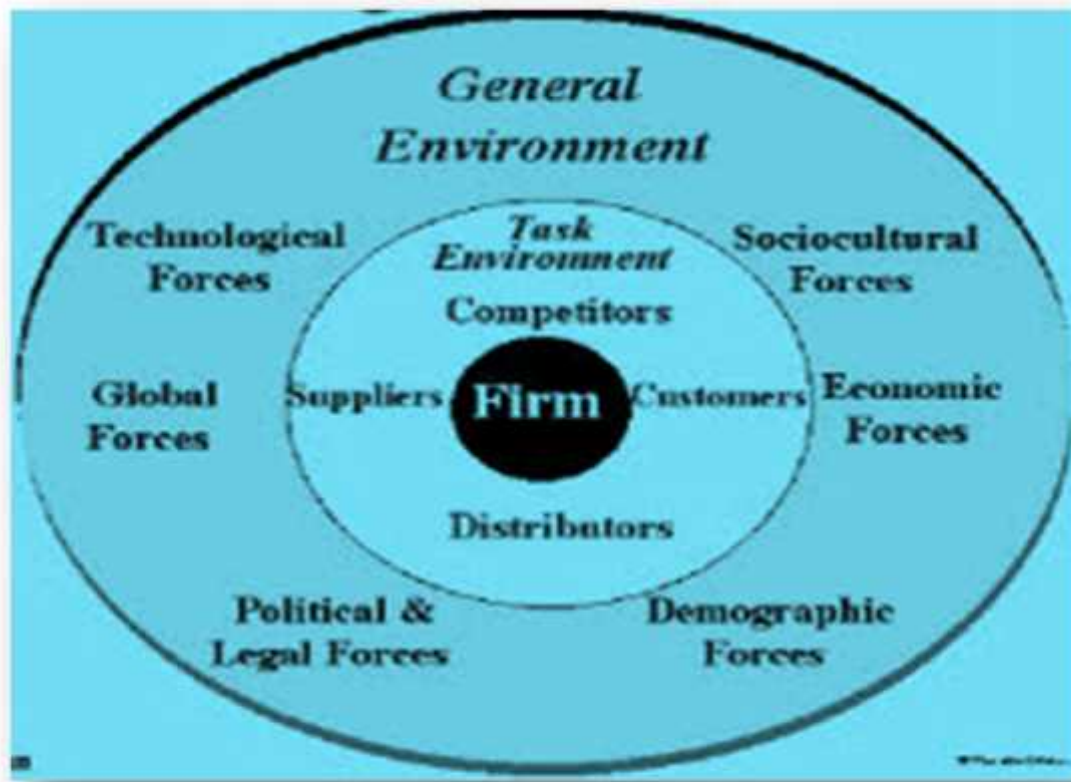 General
Environment
Technological
Forces
Task
Environment
Sociocultural
Forces
Competitors
Global
Forces
Suppliers
Firm
Customers
Economic
Forces
Distributors
Political &
Legal Forces
Demographic
Forces